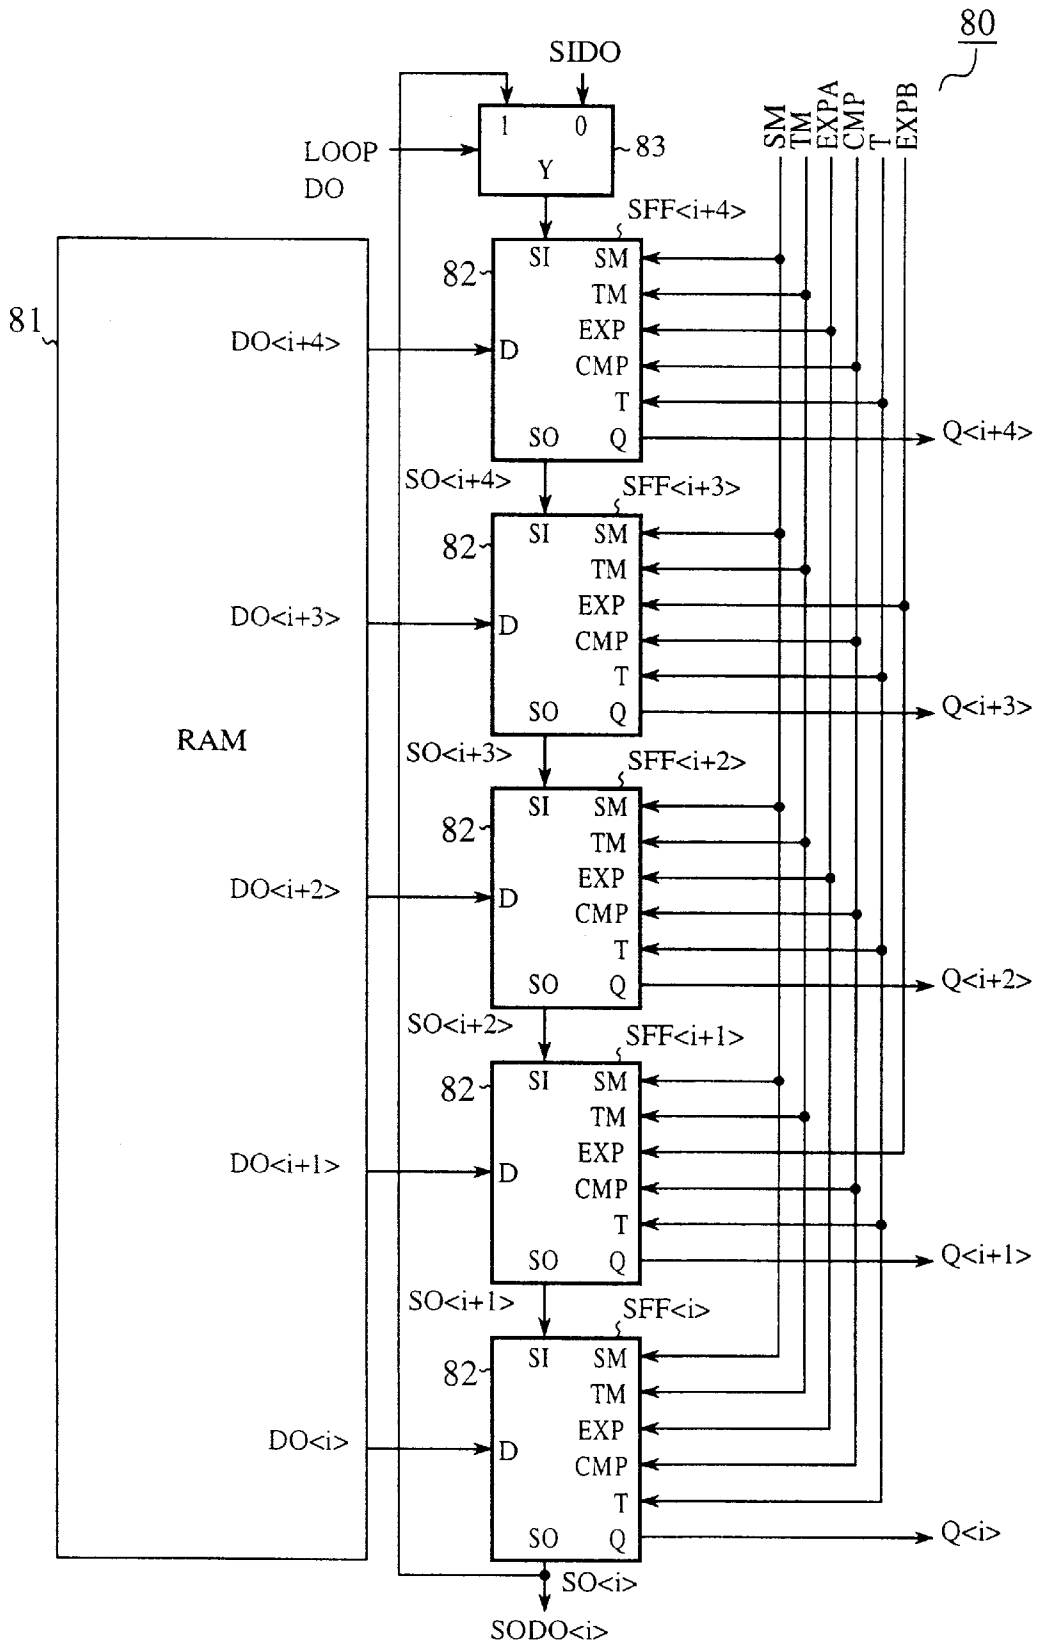 80
SIDO
SM
TM
EXPA
CMP
T
EXPB
1 0
LOOP
DO
83
Y
SFF<i+4>
81
82
SI SM
TM
DO<i+4>
EXP
D
CMP
T
SO Q
Q<i+4>
SO<i+4>
SFF<i+3>
82
SI SM
TM
DO<i+3>
EXP
D
CMP
T
SO Q
Q<i+3>
RAM
SO<i+3>
SFF<i+2>
82
SI SM
TM
DO<i+2>
EXP
D
CMP
T
SO Q
Q<i+2>
SO<i+2>
SFF<i+1>
82
SI SM
TM
DO<i+1>
EXP
D
CMP
T
SO Q
Q<i+1>
SO<i+1>
SFF<i>
82
SI SM
TM
DO<i>
EXP
D
CMP
T
SO Q
Q<i>
SO<i>
SODO<i>